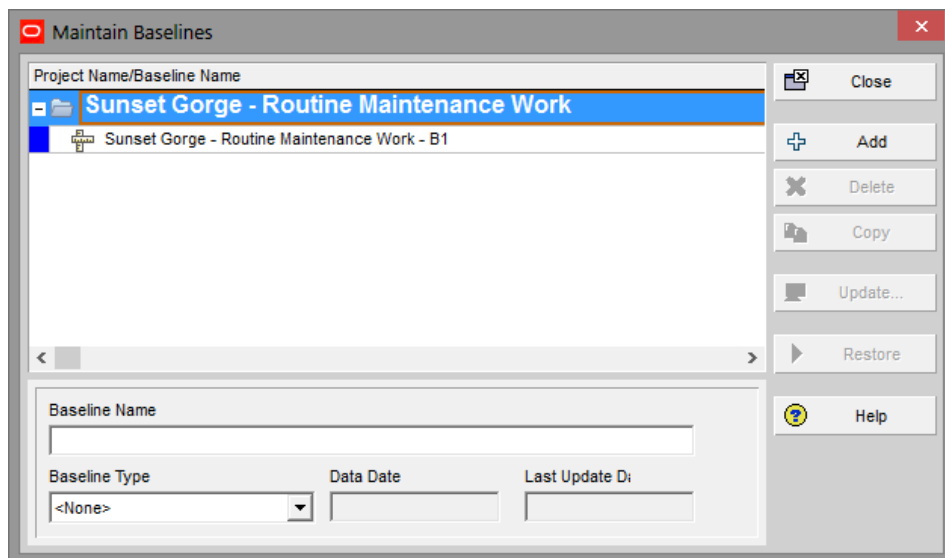 Maintain Baselines
Project Name/Baseline Name
Sunset Gorge - Routine Maintenance Work
Sunset Gorge - Routine Maintenance Work - B1
Close
Add
Delete
Copy
Update...
Restore
Help
Baseline Name
Baseline Type
Data Date
Last Update Da
<None>